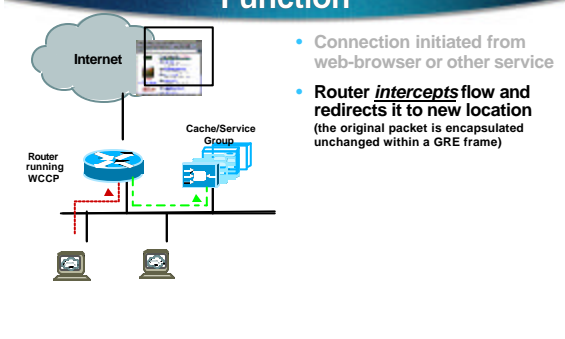 Function
Internet
• Connection initiated from
web-browser or other service
• Router intercepts flow and
redirects it to new location
(the original packet is encapsulated
unchanged within a GRE frame)
Cache/Service
Group
Router
running
WCCP